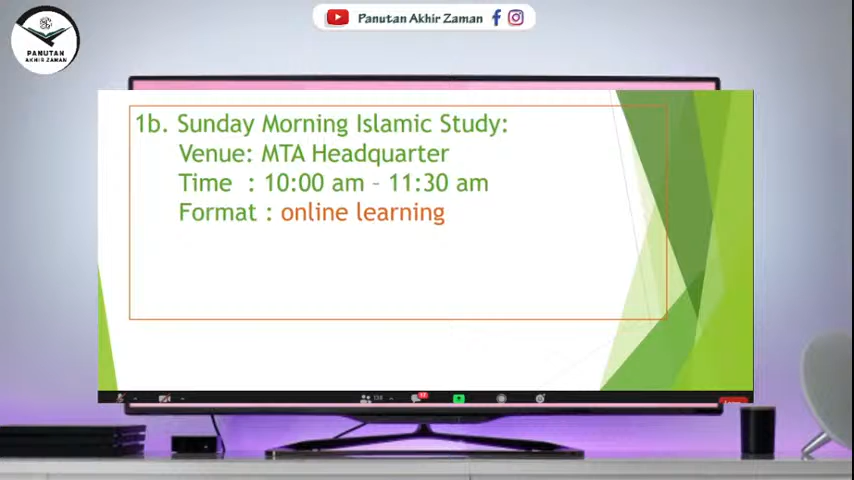 Panutan Akhir Zaman
PANUTAN
AKHIR ZAMAN
1b. Sunday Morning Islamic Study:
Venue: MTA Headquarter
Time : 10:00 am – 11:30 am
Format : online learning